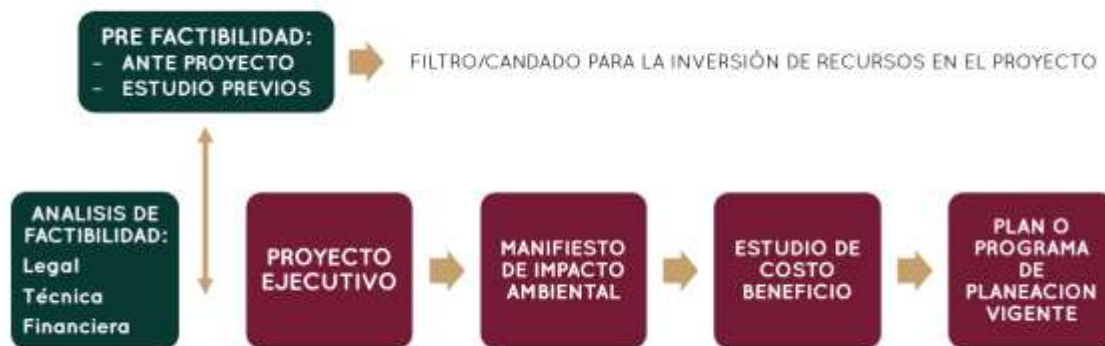 PRE FACTIBILIDAD:
- ANTE PROYECTO
- ESTUDIO PREVIOS
FILTRO/CANDADO PARA LA INVERSIÓN DE RECURSOS EN EL PROYECTO
ANALISIS DE
FACTIBILIDAD:
Legal
Técnica
Financiera
PROYECTO
EJECUTIVO
MANIFIESTO
DE IMPACTO
AMBIENTAL
ESTUDIO DE
COSTO
BENEFICIO
PLAN O
PROGRAMA
DE
PLANEACION
VIGENTE